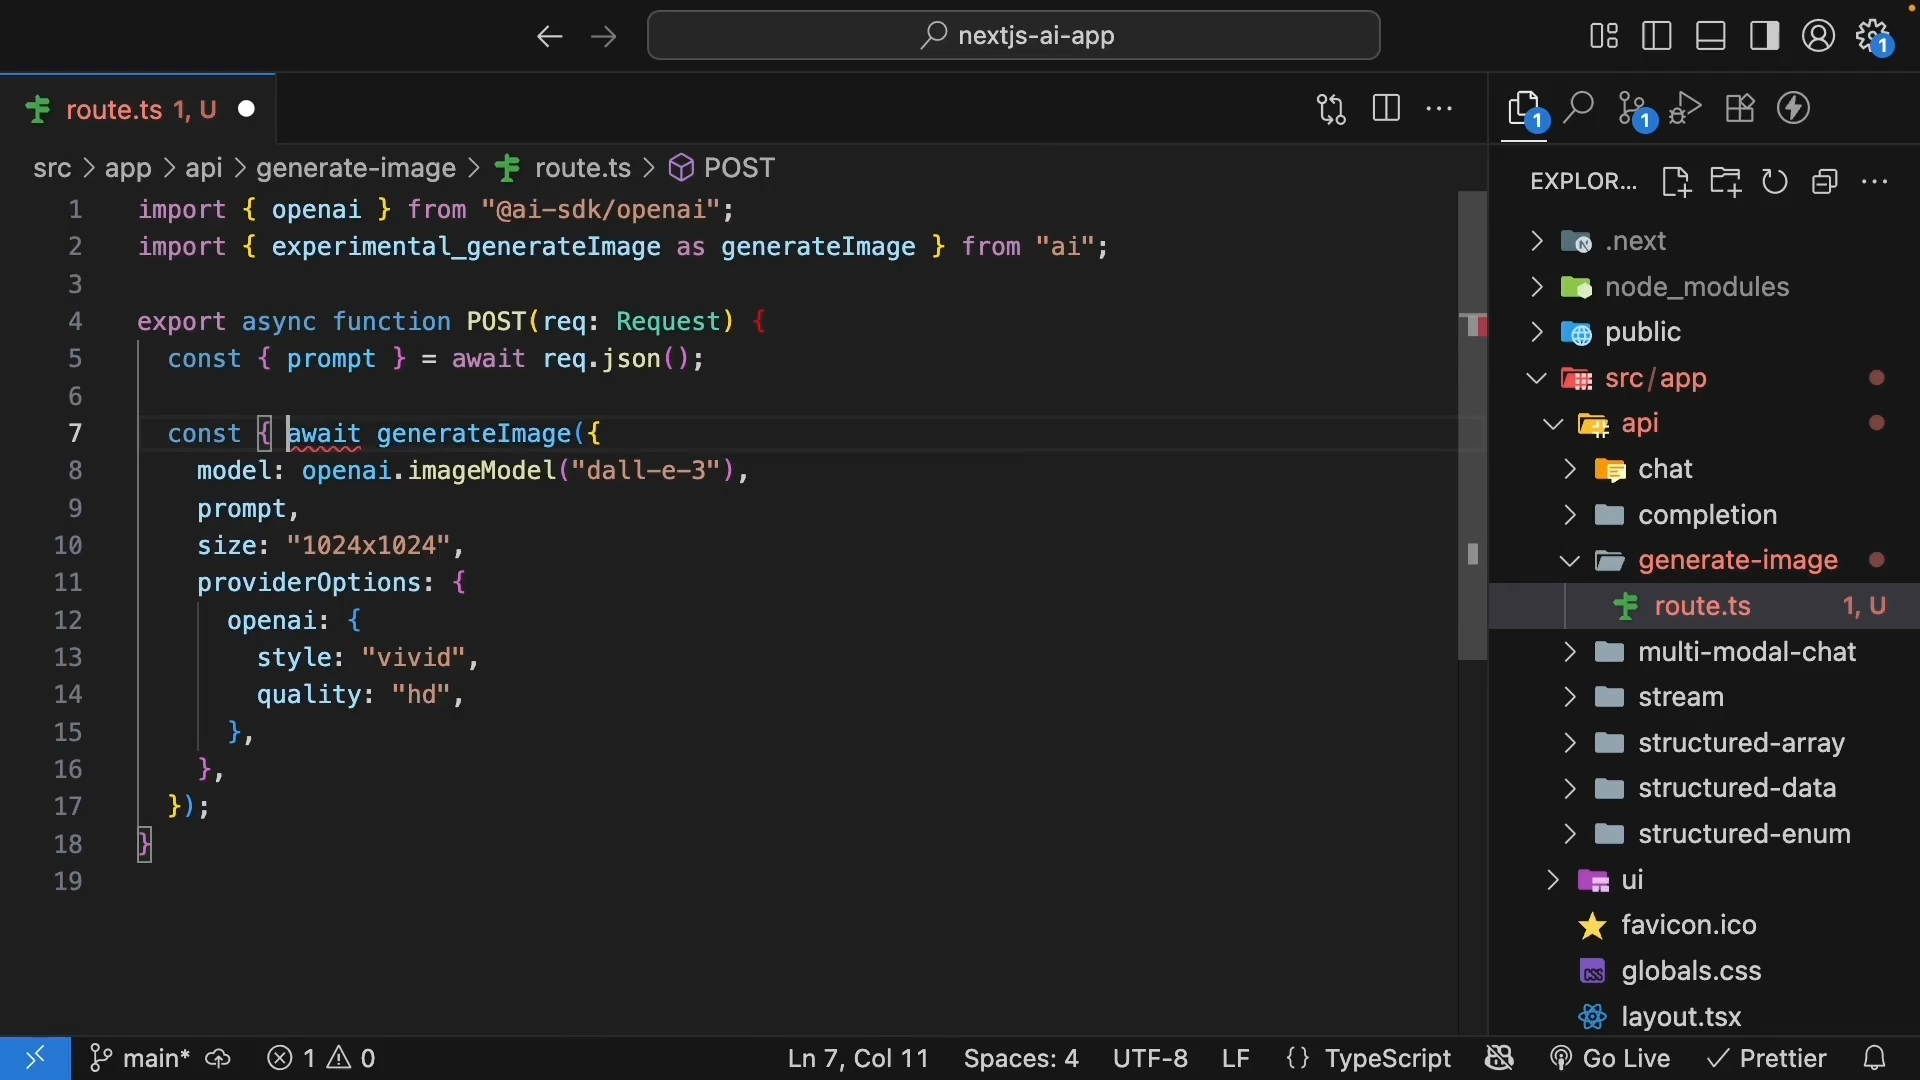 nextjs-ai-app
1
route.ts 1, U
1
1
src > app > api > generate-image > route.ts > POST
EXPLOR...
1 import { openai } from "@ai-sdk/openai";
2 import { experimental_generateImage as generateImage } from "ai";
3
4 export async function POST(req: Request) {
5 const { prompt } = await req.json();
6
7 const { await generateImage({
8 model: openai.imageModel("dall-e-3"),
9 prompt,
10 size: "1024x1024",
11 providerOptions: {
12 openai: {
13 style: "vivid",
14 quality: "hd",
15 },
16 },
17 });
18 }
19
.next
node_modules
public
src/app
api
chat
completion
generate-image
route.ts 1, U
multi-modal-chat
stream
structured-array
structured-data
structured-enum
ui
favicon.ico
globals.css
layout.tsx
main* 1 0 Ln 7, Col 11 Spaces: 4 UTF-8 LF {} TypeScript Go Live Prettier